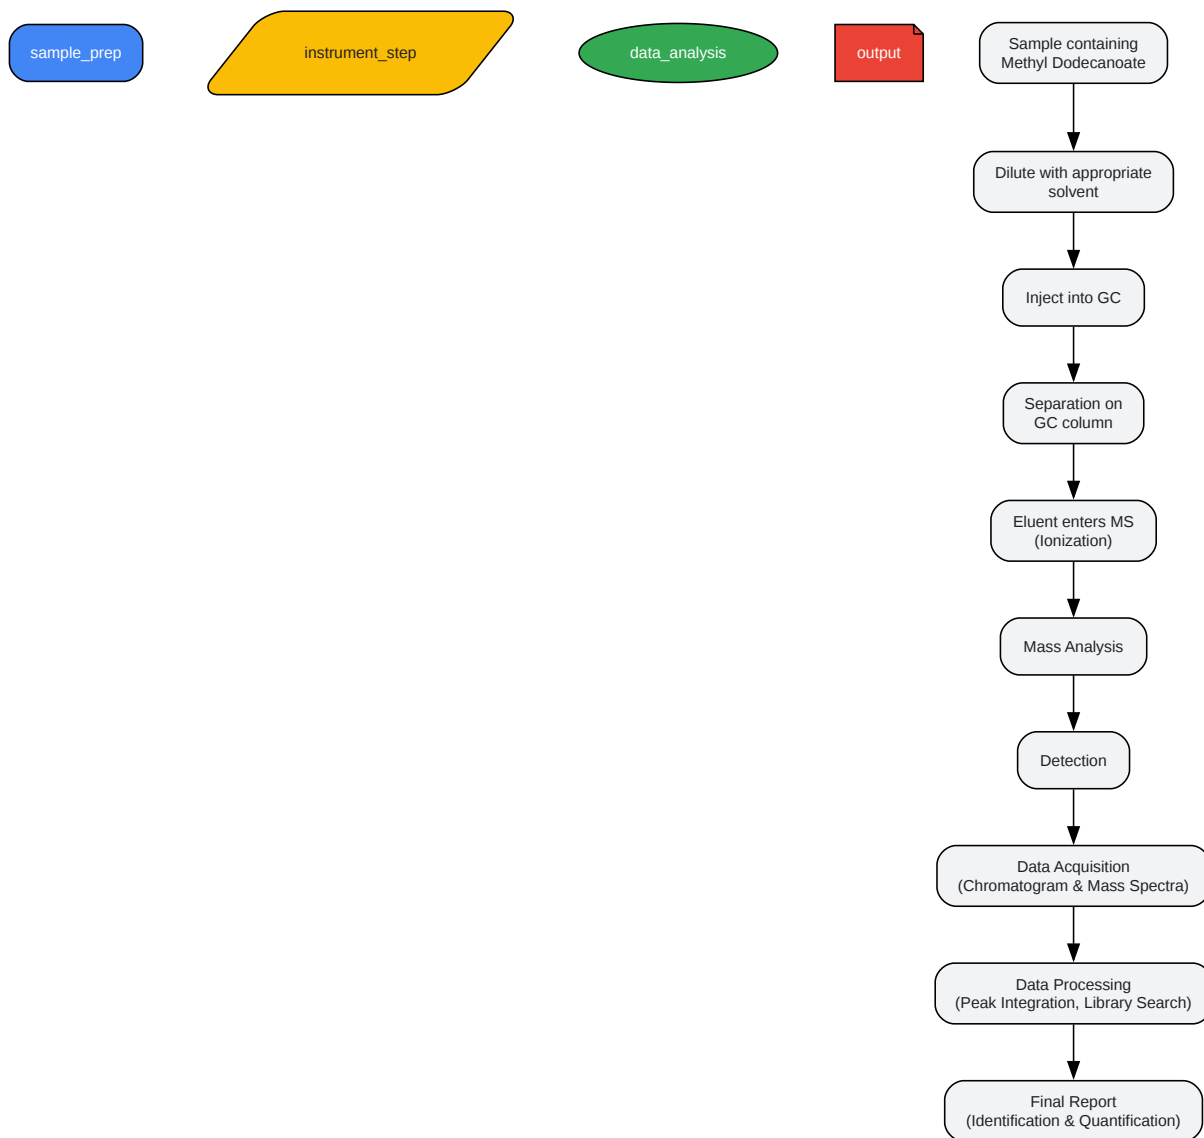 sample_prep
instrument_step
data_analysis
output
Sample containing
Methyl Dodecanoate
Dilute with appropriate
solvent
Inject into GC
Separation on
GC column
Eluent enters MS
(Ionization)
Mass Analysis
Detection
Data Acquisition
(Chromatogram & Mass Spectra)
Data Processing
(Peak Integration, Library Search)
Final Report
(Identification & Quantification)